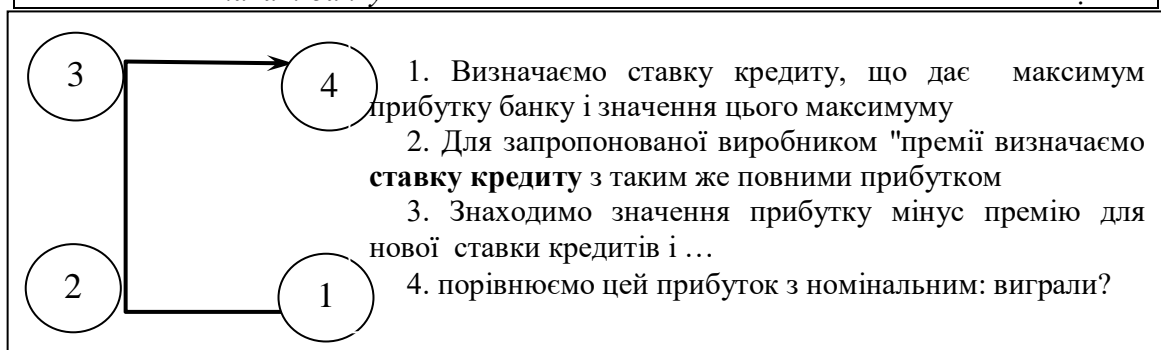 3
4
1. Визначаємо ставку кредиту, що дає максимум
прибутку банку і значення цього максимуму
2. Для запропонованої виробником "премії визначаємо
ставку кредиту з таким же повними прибутком
3. Знаходимо значення прибутку мінус премію для
нової ставки кредитів і …
2
1
4. порівнюємо цей прибуток з номінальним: виграли?